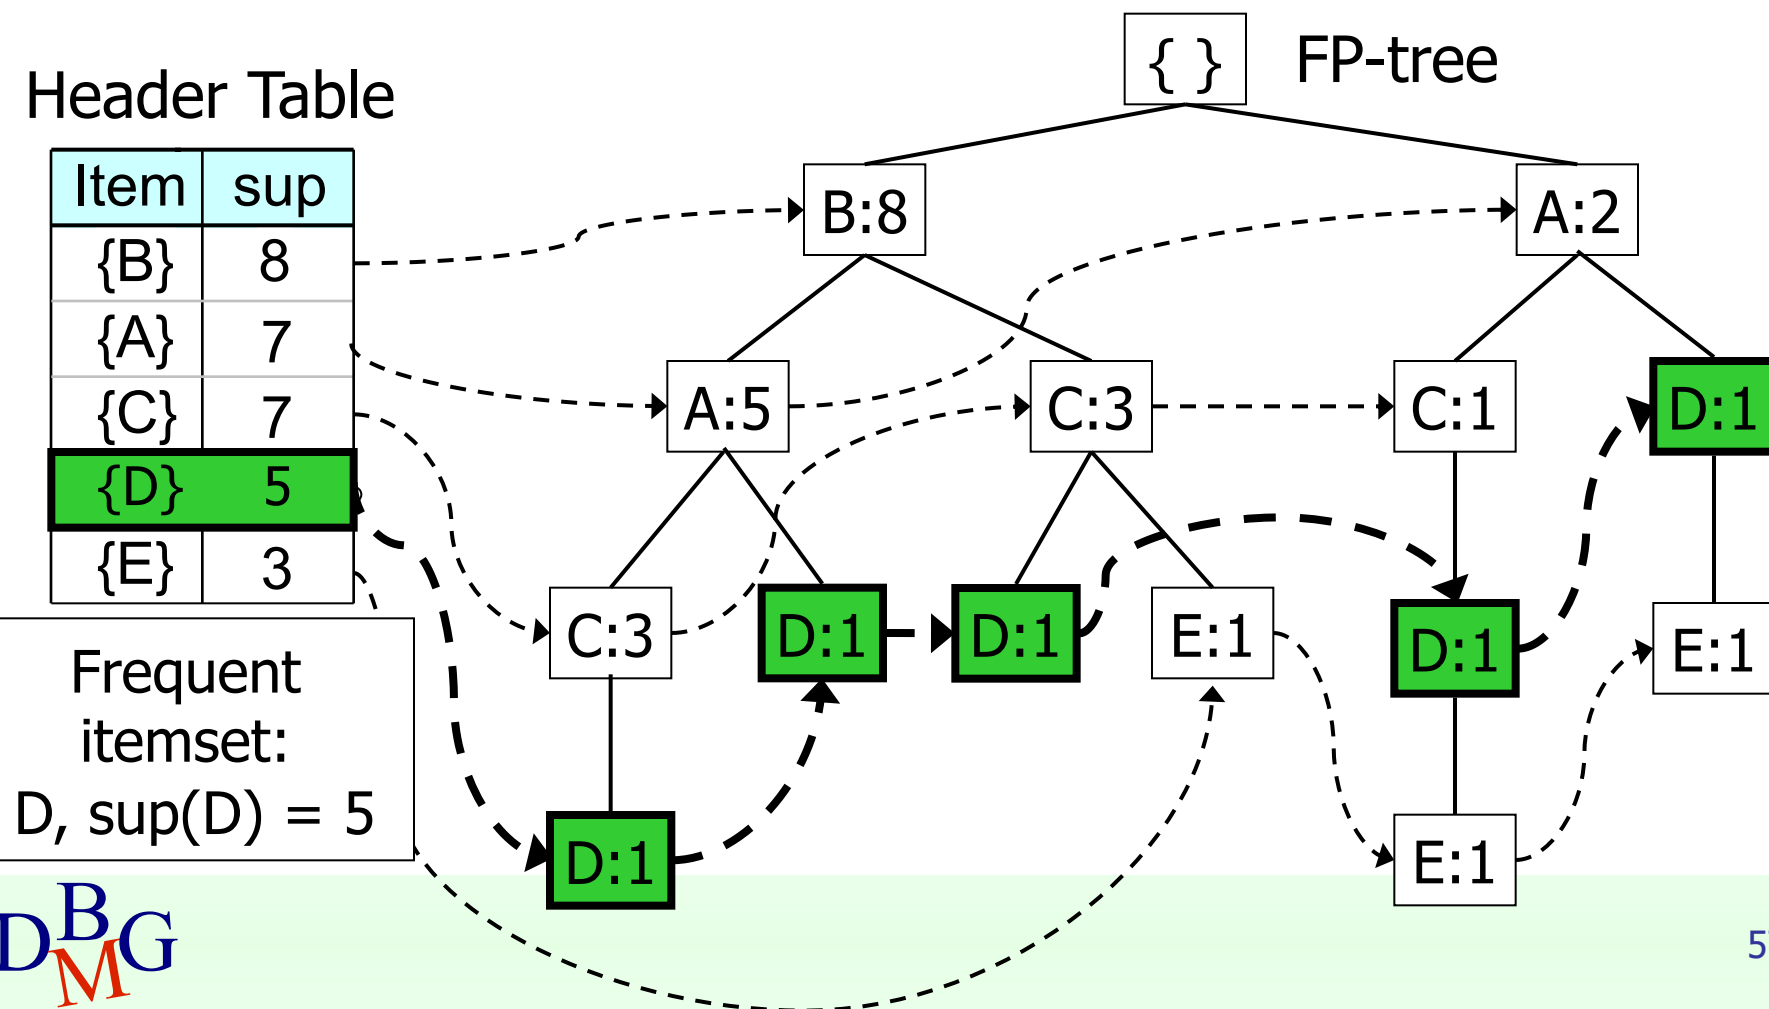 { } FP-tree
Header Table
Item sup
{B} 8
{A} 7
{C} 7
{D} 5
{E} 3
B:8 A:2
A:5 C:3 C:1 D:1
C:3 D:1 D:1 E:1 D:1 E:1
D:1 E:1
Frequent
itemset:
D, sup(D) = 5
DBMG